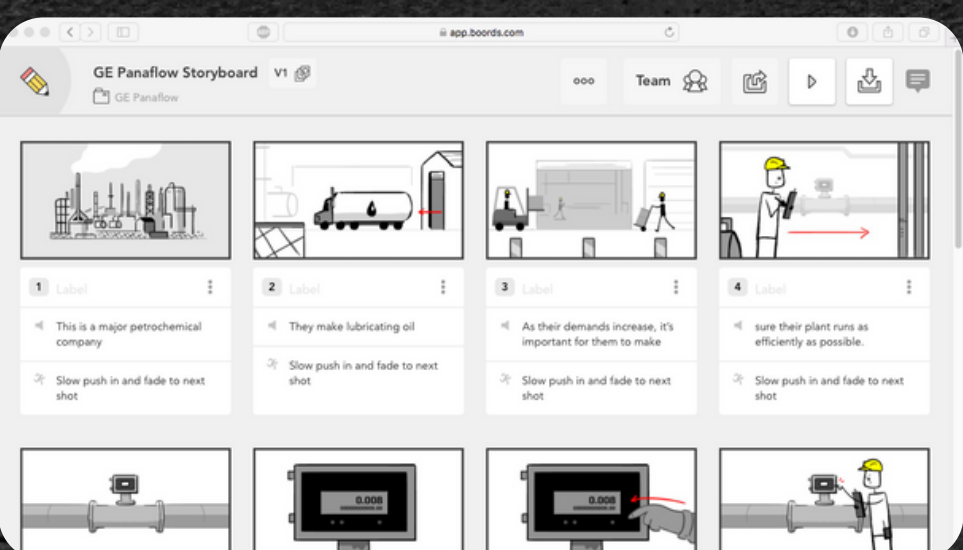 app.boords.com
GE Panaflow Storyboard V1
GE Panaflow
Team
1 Label
2 Label
3 Label
4 Label
This is a major petrochemical
company
They make lubricating oil
As their demands increase, it's
important for them to make
sure their plant runs as
efficiently as possible.
Slow push in and fade to next
shot
Slow push in and fade to next
shot
Slow push in and fade to next
shot
Slow push in and fade to next
shot
0.008
0.008